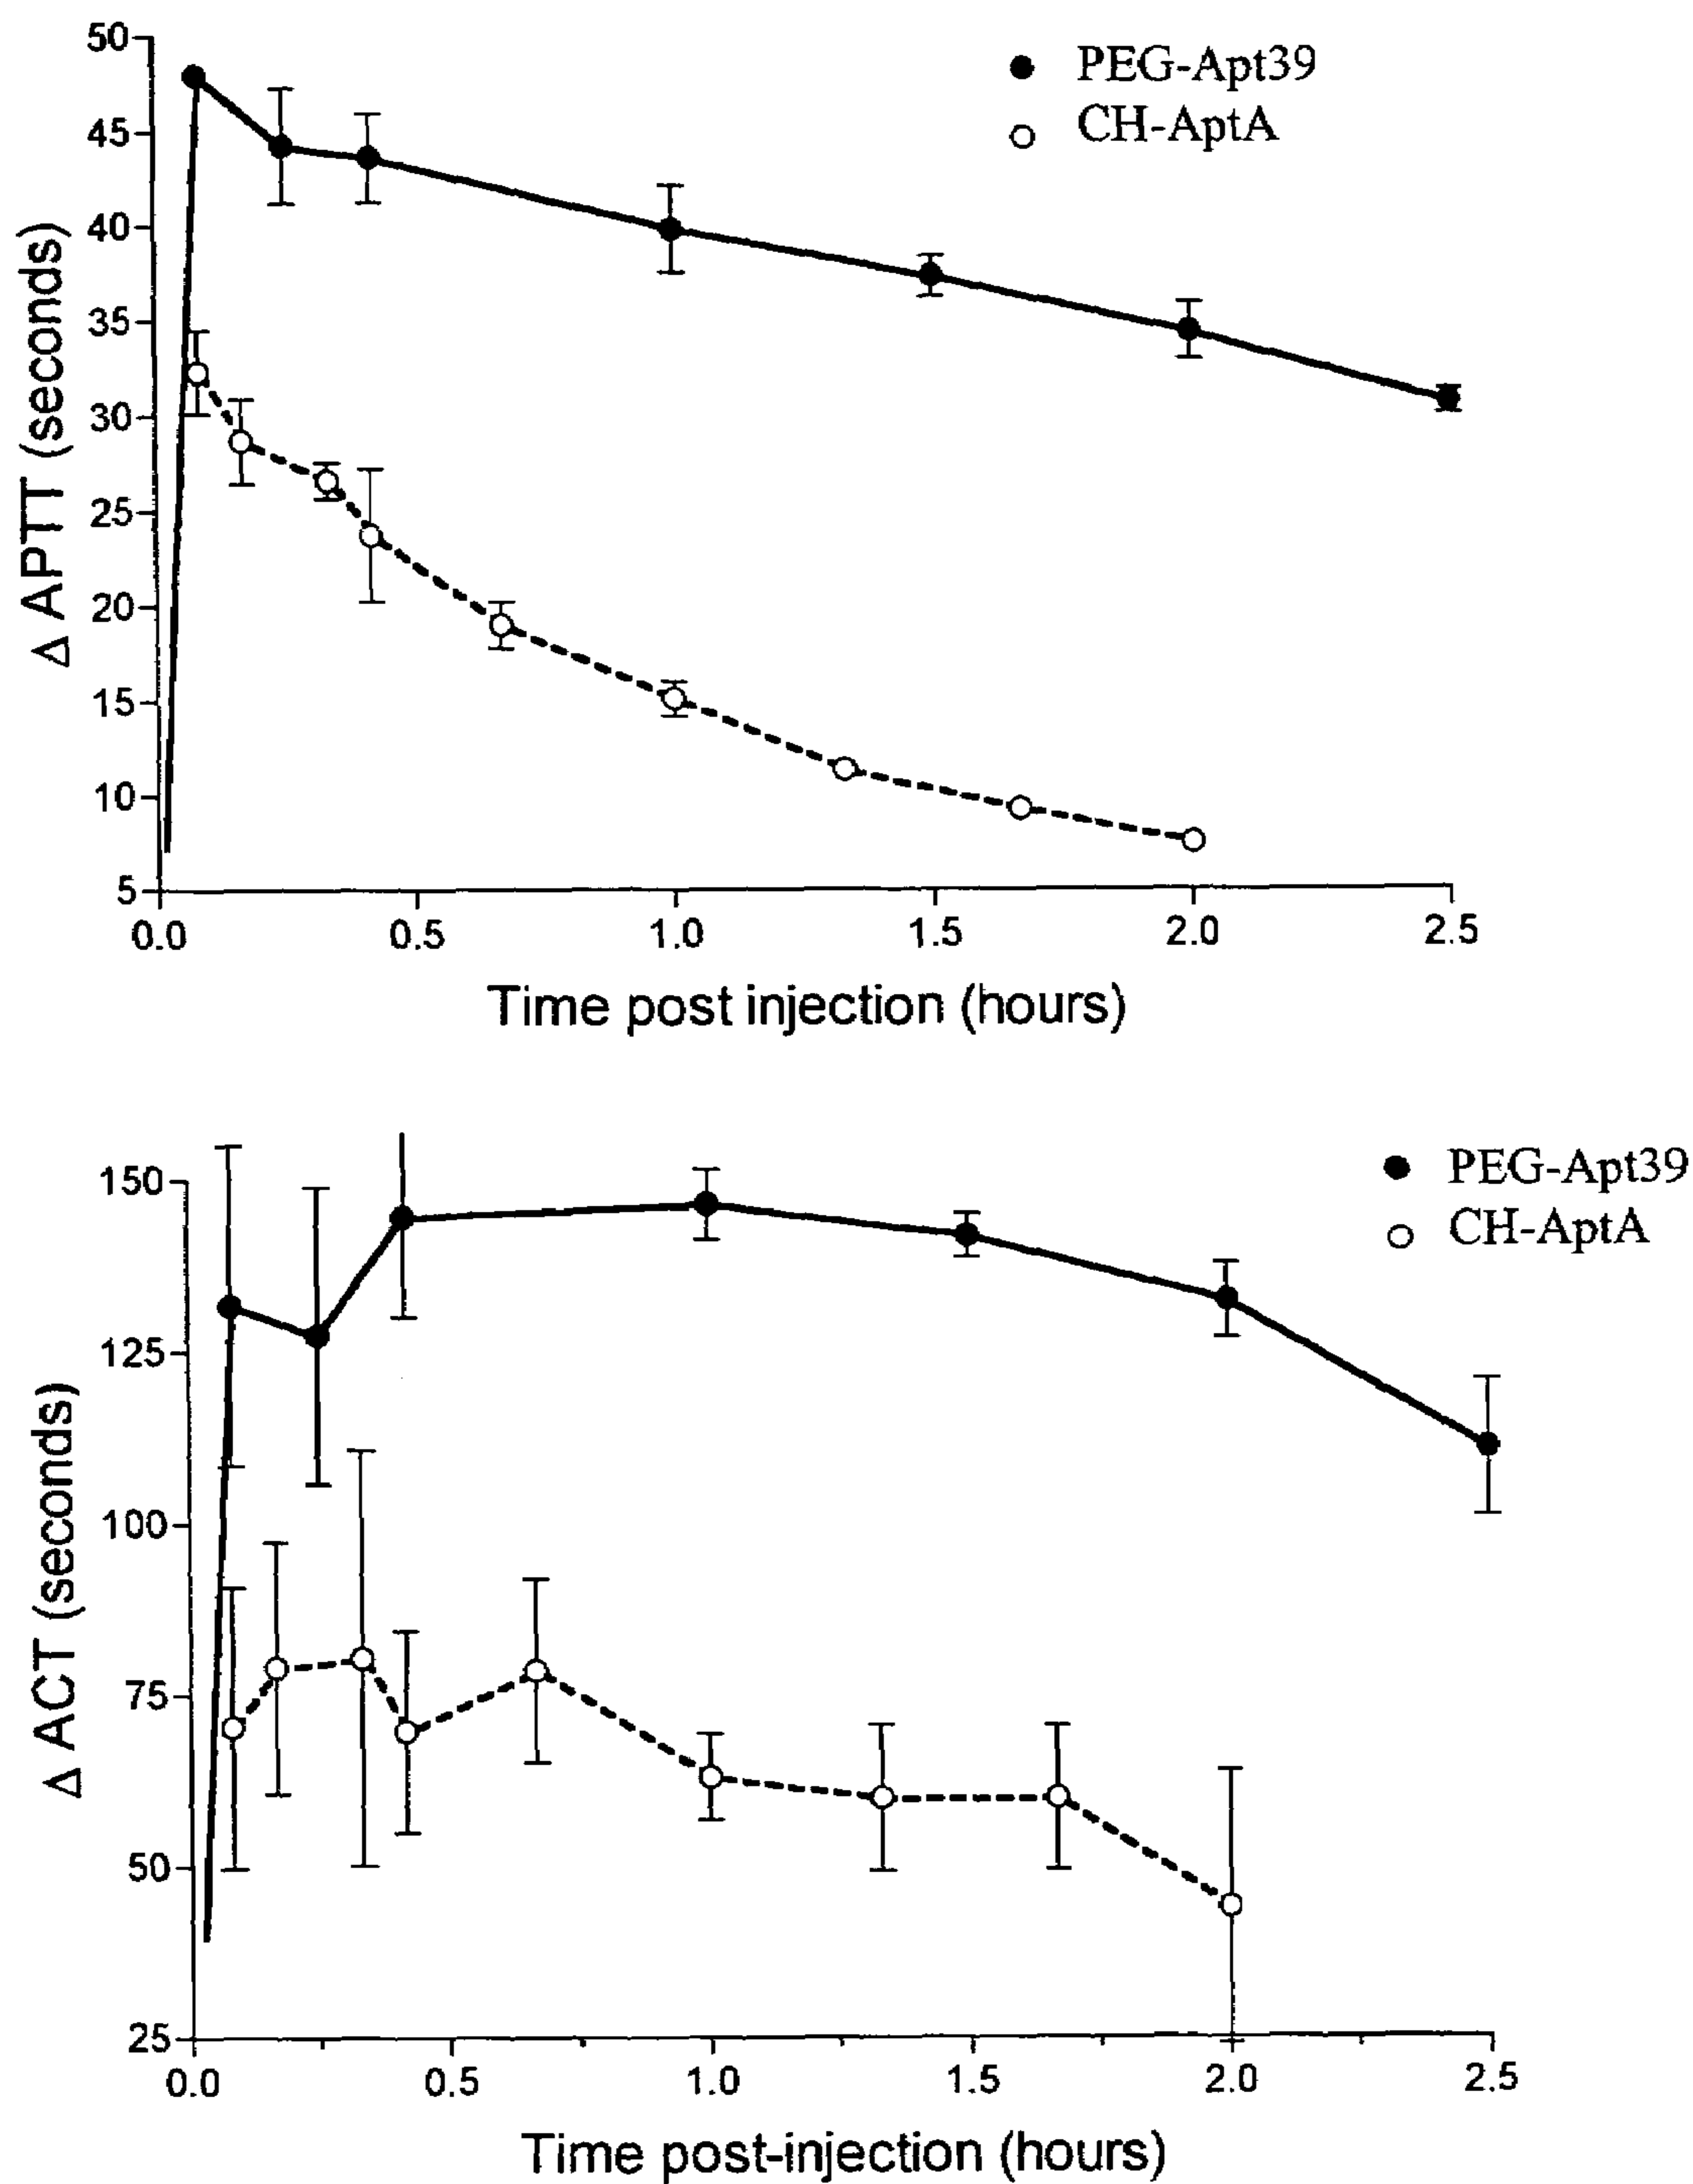 PEG-Apt39
CH-AptA
Δ APTT (seconds)
50
45
40
35
30
25
20
15
10
5
0.0 0.5 1.0 1.5 2.0 2.5
Time post injection (hours)
PEG-Apt39
CH-AptA
Δ ACT (seconds)
150
125
100
75
50
25
0.0 0.5 1.0 1.5 2.0 2.5
Time post-injection (hours)